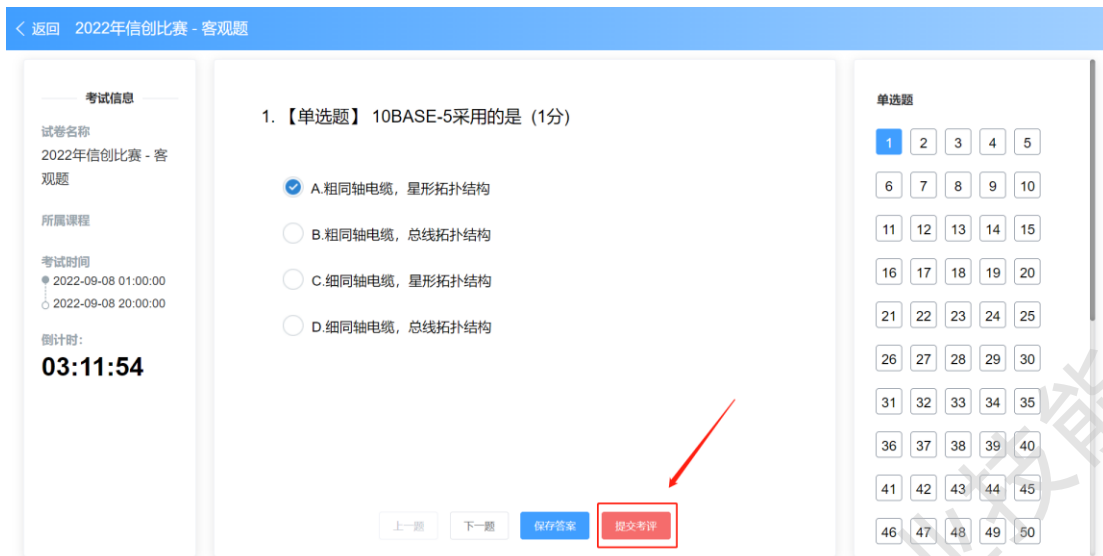 返回 2022年信创比赛 - 客观题
考试信息
试卷名称
2022年信创比赛 - 客
观题
所属课程
考试时间
2022-09-08 01:00:00
2022-09-08 20:00:00
倒计时:
03:11:54
1. 【单选题】 10BASE-5采用的是 (1分)
A.粗同轴电缆，星形拓扑结构
B.粗同轴电缆，总线拓扑结构
C.细同轴电缆，星形拓扑结构
D.细同轴电缆，总线拓扑结构
上一题 下一题 保存答案 提交考评
单选题
1 2 3 4 5
6 7 8 9 10
11 12 13 14 15
16 17 18 19 20
21 22 23 24 25
26 27 28 29 30
31 32 33 34 35
36 37 38 39 40
41 42 43 44 45
46 47 48 49 50